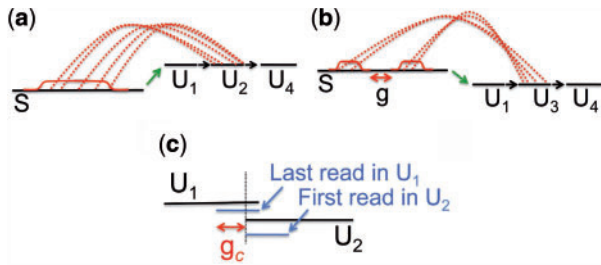 (a)
S
U1
U2
U4
(b)
S
g
U1
U3
U4
(c)
U1
Last read in U1
First read in U2
gc
U2